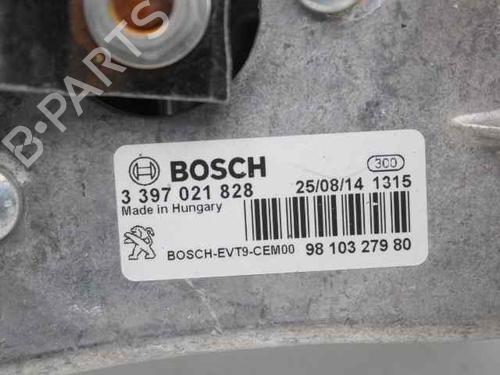 B-PARTS
BOSCH
300
3 397 021 828
25/08/14 1315
Made in Hungary
BOSCH-EVT9-CEM00
98 103 279 80